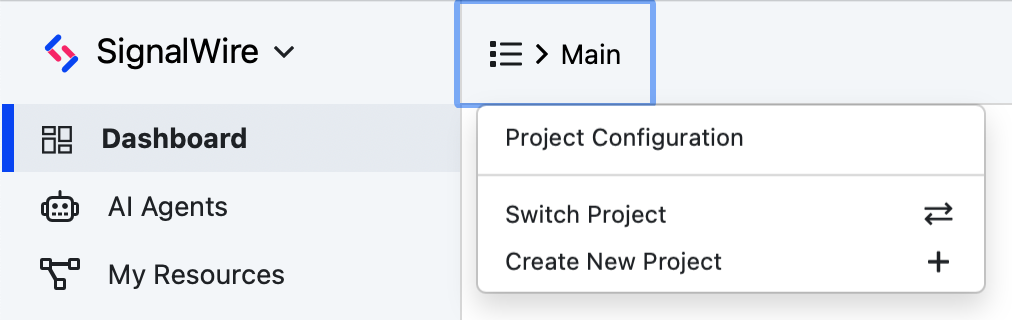 SignalWire
Main
Dashboard
AI Agents
My Resources
Project Configuration
Switch Project
Create New Project